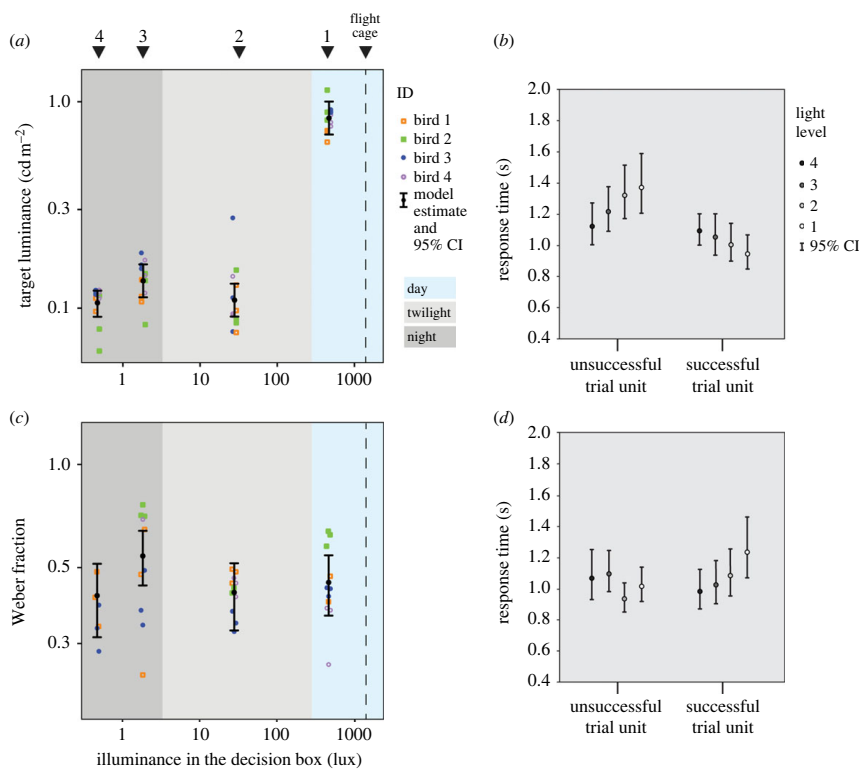 (a)
4
3
2
1
flight
cage
1.0
0.3
0.1
target luminance (cd m−2)
1
10
100
1000
ID
bird 1
bird 2
bird 3
bird 4
model
estimate
and
95% CI
day
twilight
night
(b)
2.0
1.8
1.6
1.4
1.2
1.0
0.8
0.6
0.4
response time (s)
unsuccessful
trial unit
successful
trial unit
light
level
4
3
2
1
95% CI
(c)
1.0
0.5
0.3
Weber fraction
1
10
100
1000
illuminance in the decision box (lux)
(d)
2.0
1.8
1.6
1.4
1.2
1.0
0.8
0.6
0.4
response time (s)
unsuccessful
trial unit
successful
trial unit